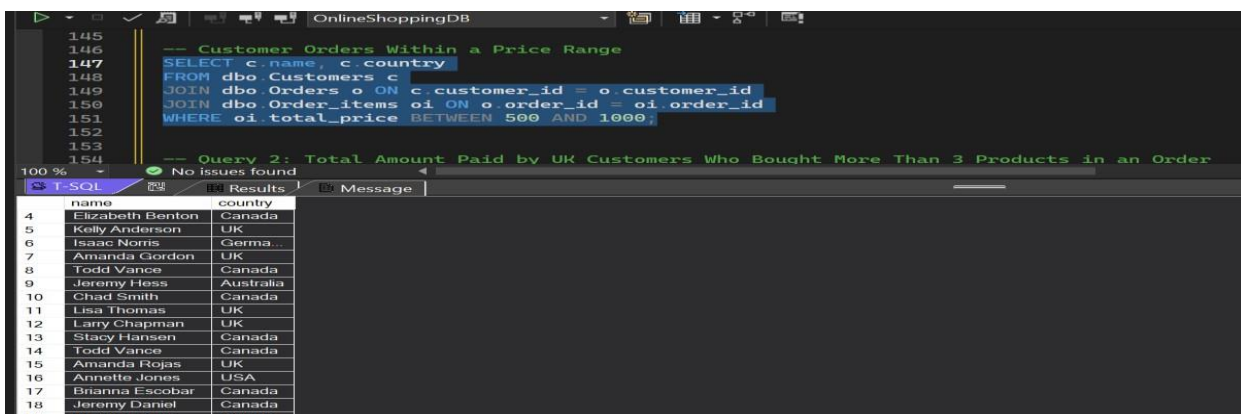 OnlineShoppingDB
145
146 -- Customer Orders Within a Price Range
147 SELECT c.name, c.country
148 FROM dbo.Customers c
149 JOIN dbo.Orders o ON c.customer_id = o.customer_id
150 JOIN dbo.Order_items oi ON o.order_id = oi.order_id
151 WHERE oi.total_price BETWEEN 500 AND 1000;
152
153
154 -- Query 2: Total Amount Paid by UK Customers Who Bought More Than 3 Products in an Order
100 % No issues found
T-SQL Results Message
name country
4 Elizabeth Benton Canada
5 Kelly Anderson UK
6 Isaac Norris Germa...
7 Amanda Gordon UK
8 Todd Vance Canada
9 Jeremy Hess Australia
10 Chad Smith Canada
11 Lisa Thomas UK
12 Larry Chapman UK
13 Stacy Hansen Canada
14 Todd Vance Canada
15 Amanda Rojas UK
16 Annette Jones USA
17 Brianna Escobar Canada
18 Jeremy Daniel Canada